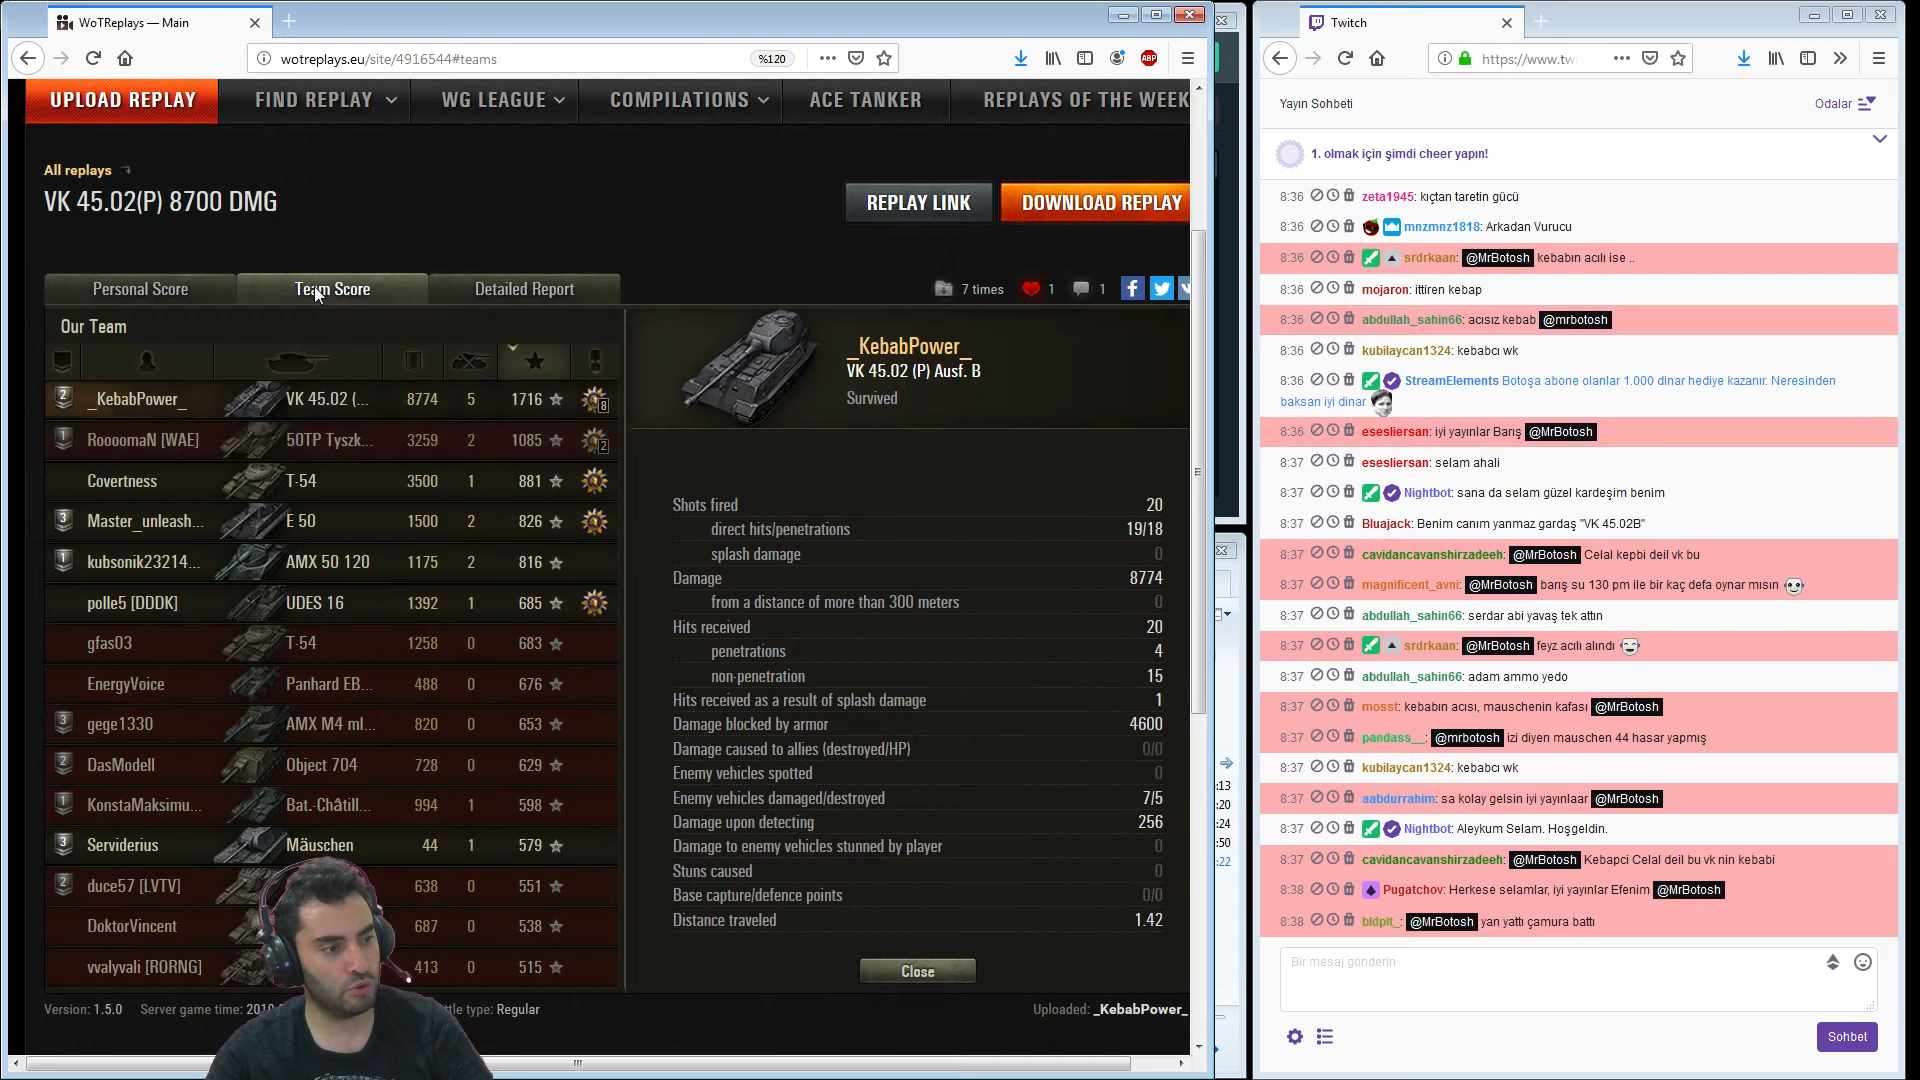 WoTReplays — Main
wotreplays.eu/site/4916544#teams
%120
UPLOAD REPLAY
FIND REPLAY
WG LEAGUE
COMPILATIONS
ACE TANKER
REPLAYS OF THE WEEK
All replays
VK 45.02(P) 8700 DMG
REPLAY LINK
DOWNLOAD REPLAY
Personal Score
Team Score
Detailed Report
7 times
1
1
Our Team
2 _KebabPower_ VK 45.02 (... 8774 5 1716 8
1 RoooomaN [WAE] 50TP Tyszk... 3259 2 1085 2
Covertness T-54 3500 1 881
3 Master_unleash... E 50 1500 2 826
1 kubsonik23214... AMX 50 120 1175 2 816
polle5 [DDDK] UDES 16 1392 1 685
gfas03 T-54 1258 0 683
EnergyVoice Panhard EB... 488 0 676
3 gege1330 AMX M4 ml... 820 0 653
2 DasModell Object 704 728 0 629
1 KonstaMaksimu... Bat.-Châtill... 994 1 598
3 Serviderius Mäuschen 44 1 579
2 duce57 [LVTV] 638 0 551
DoktorVincent 687 0 538
vvalyvali [RORNG] 413 0 515
_KebabPower_
VK 45.02 (P) Ausf. B
Survived
Shots fired 20
direct hits/penetrations 19/18
splash damage 0
Damage 8774
from a distance of more than 300 meters 0
Hits received 20
penetrations 4
non-penetration 15
Hits received as a result of splash damage 1
Damage blocked by armor 4600
Damage caused to allies (destroyed/HP) 0/0
Enemy vehicles spotted 0
Enemy vehicles damaged/destroyed 7/5
Damage upon detecting 256
Damage to enemy vehicles stunned by player 0
Stuns caused 0
Base capture/defence points 0/0
Distance traveled 1.42
Close
Version: 1.5.0 Server game time: 201 ttle type: Regular
Uploaded: _KebabPower_
:13
:20
:24
:50
:22
Twitch
https://www.twi
Yayın Sohbeti
Odalar
1. olmak için şimdi cheer yapın!
8:36 zeta1945: kıçtan taretin gücü
8:36 mnzmnz1818: Arkadan Vurucu
8:36 srdrkaan: @MrBotosh kebabın acılı ise ..
8:36 mojaron: ittiren kebap
8:36 abdullah_sahin66: acısız kebab @mrbotosh
8:36 kubilaycan1324: kebabcı wk
8:36 StreamElements Botoşa abone olanlar 1.000 dinar hediye kazanır. Neresinden
baksan iyi dinar
8:36 esesliersan: iyi yayınlar Barış @MrBotosh
8:37 esesliersan: selam ahali
8:37 Nightbot: sana da selam güzel kardeşim benim
8:37 Bluajack: Benim canım yanmaz gardaş "VK 45.02B"
8:37 cavidancavanshirzadeeh: @MrBotosh Celal kepbi deil vk bu
8:37 magnificent_avni: @MrBotosh barış su 130 pm ile bir kaç defa oynar mısın
8:37 abdullah_sahin66: serdar abi yavaş tek attın
8:37 srdrkaan: @MrBotosh feyz acılı alındı
8:37 abdullah_sahin66: adam ammo yedo
8:37 mosst: kebabın acısı, mauschenin kafası @MrBotosh
8:37 pandass__: @mrbotosh izi diyen mauschen 44 hasar yapmış
8:37 kubilaycan1324: kebabcı wk
8:37 aabdurrahim: sa kolay gelsin iyi yayınlaar @MrBotosh
8:37 Nightbot: Aleykum Selam. Hoşgeldin.
8:37 cavidancavanshirzadeeh: @MrBotosh Kebapci Celal deil bu vk nin kebabi
8:38 Pugatchov: Herkese selamlar, iyi yayınlar Efenim @MrBotosh
8:38 bldplt_: @MrBotosh yan yattı çamura battı
Bir mesaj gönderin
Sohbet